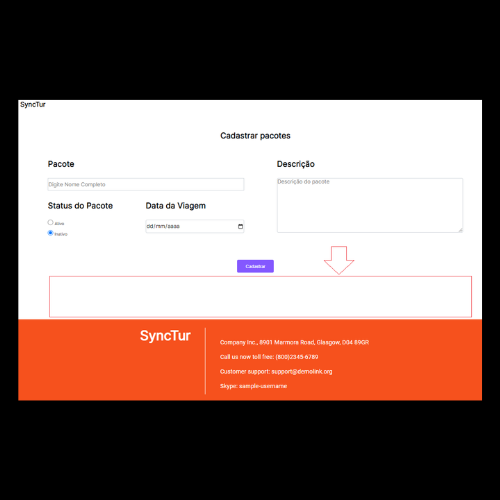 SyncTur
Cadastrar pacotes
Pacote
Digite Nome Completo
Status do Pacote
Ativo
Inativo
Data da Viagem
dd/mm/aaaa
Descrição
Descrição do pacote
Cadastrar
SyncTur
Company Inc., 8901 Marmora Road, Glasgow, D04 89GR
Call us now toll free: (800)2345-6789
Customer support: support@demolink.org
Skype: sample-username